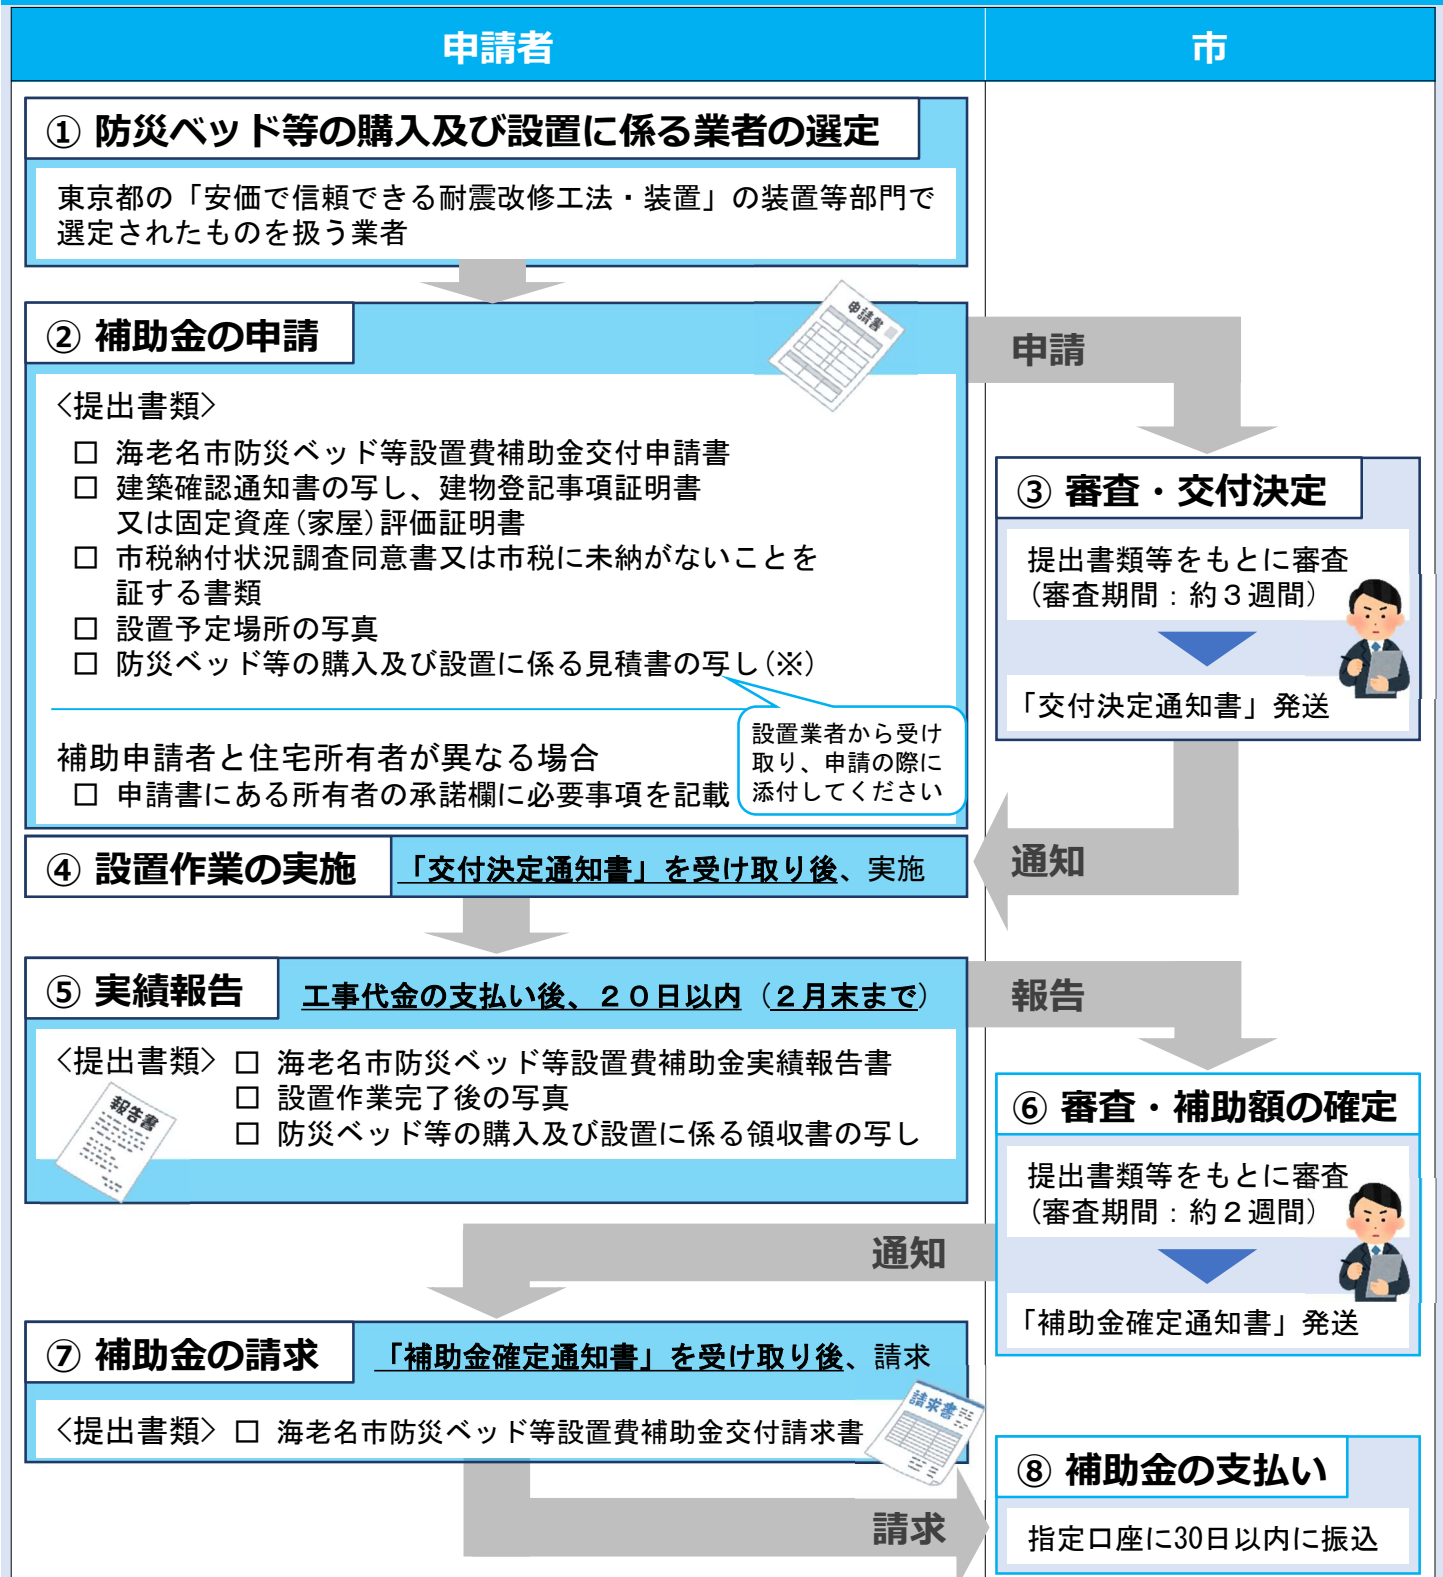 申請者
市
① 防災ベッド等の購入及び設置に係る業者の選定
東京都の「安価で信頼できる耐震改修工法・装置」の装置等部門で
選定されたものを扱う業者
② 補助金の申請
申請書
申請
<提出書類>
□ 海老名市防災ベッド等設置費補助金交付申請書
□ 建築確認通知書の写し、建物登記事項証明書
又は固定資産(家屋)評価証明書
□ 市税納付状況調査同意書又は市税に未納がないことを
証する書類
□ 設置予定場所の写真
□ 防災ベッド等の購入及び設置に係る見積書の写し(※)
設置業者から受け
取り、申請の際に
添付してください
補助申請者と住宅所有者が異なる場合
□ 申請書にある所有者の承諾欄に必要事項を記載
③ 審査・交付決定
提出書類等をもとに審査
(審査期間：約３週間)
「交付決定通知書」発送
通知
④ 設置作業の実施
「交付決定通知書」を受け取り後、実施
⑤ 実績報告
工事代金の支払い後、２０日以内（２月末まで）
報告
<提出書類> □ 海老名市防災ベッド等設置費補助金実績報告書
□ 設置作業完了後の写真
□ 防災ベッド等の購入及び設置に係る領収書の写し
報告書
⑥ 審査・補助額の確定
提出書類等をもとに審査
(審査期間：約２週間)
「補助金確定通知書」発送
通知
⑦ 補助金の請求
「補助金確定通知書」を受け取り後、請求
<提出書類> □ 海老名市防災ベッド等設置費補助金交付請求書
請求書
請求
⑧ 補助金の支払い
指定口座に30日以内に振込